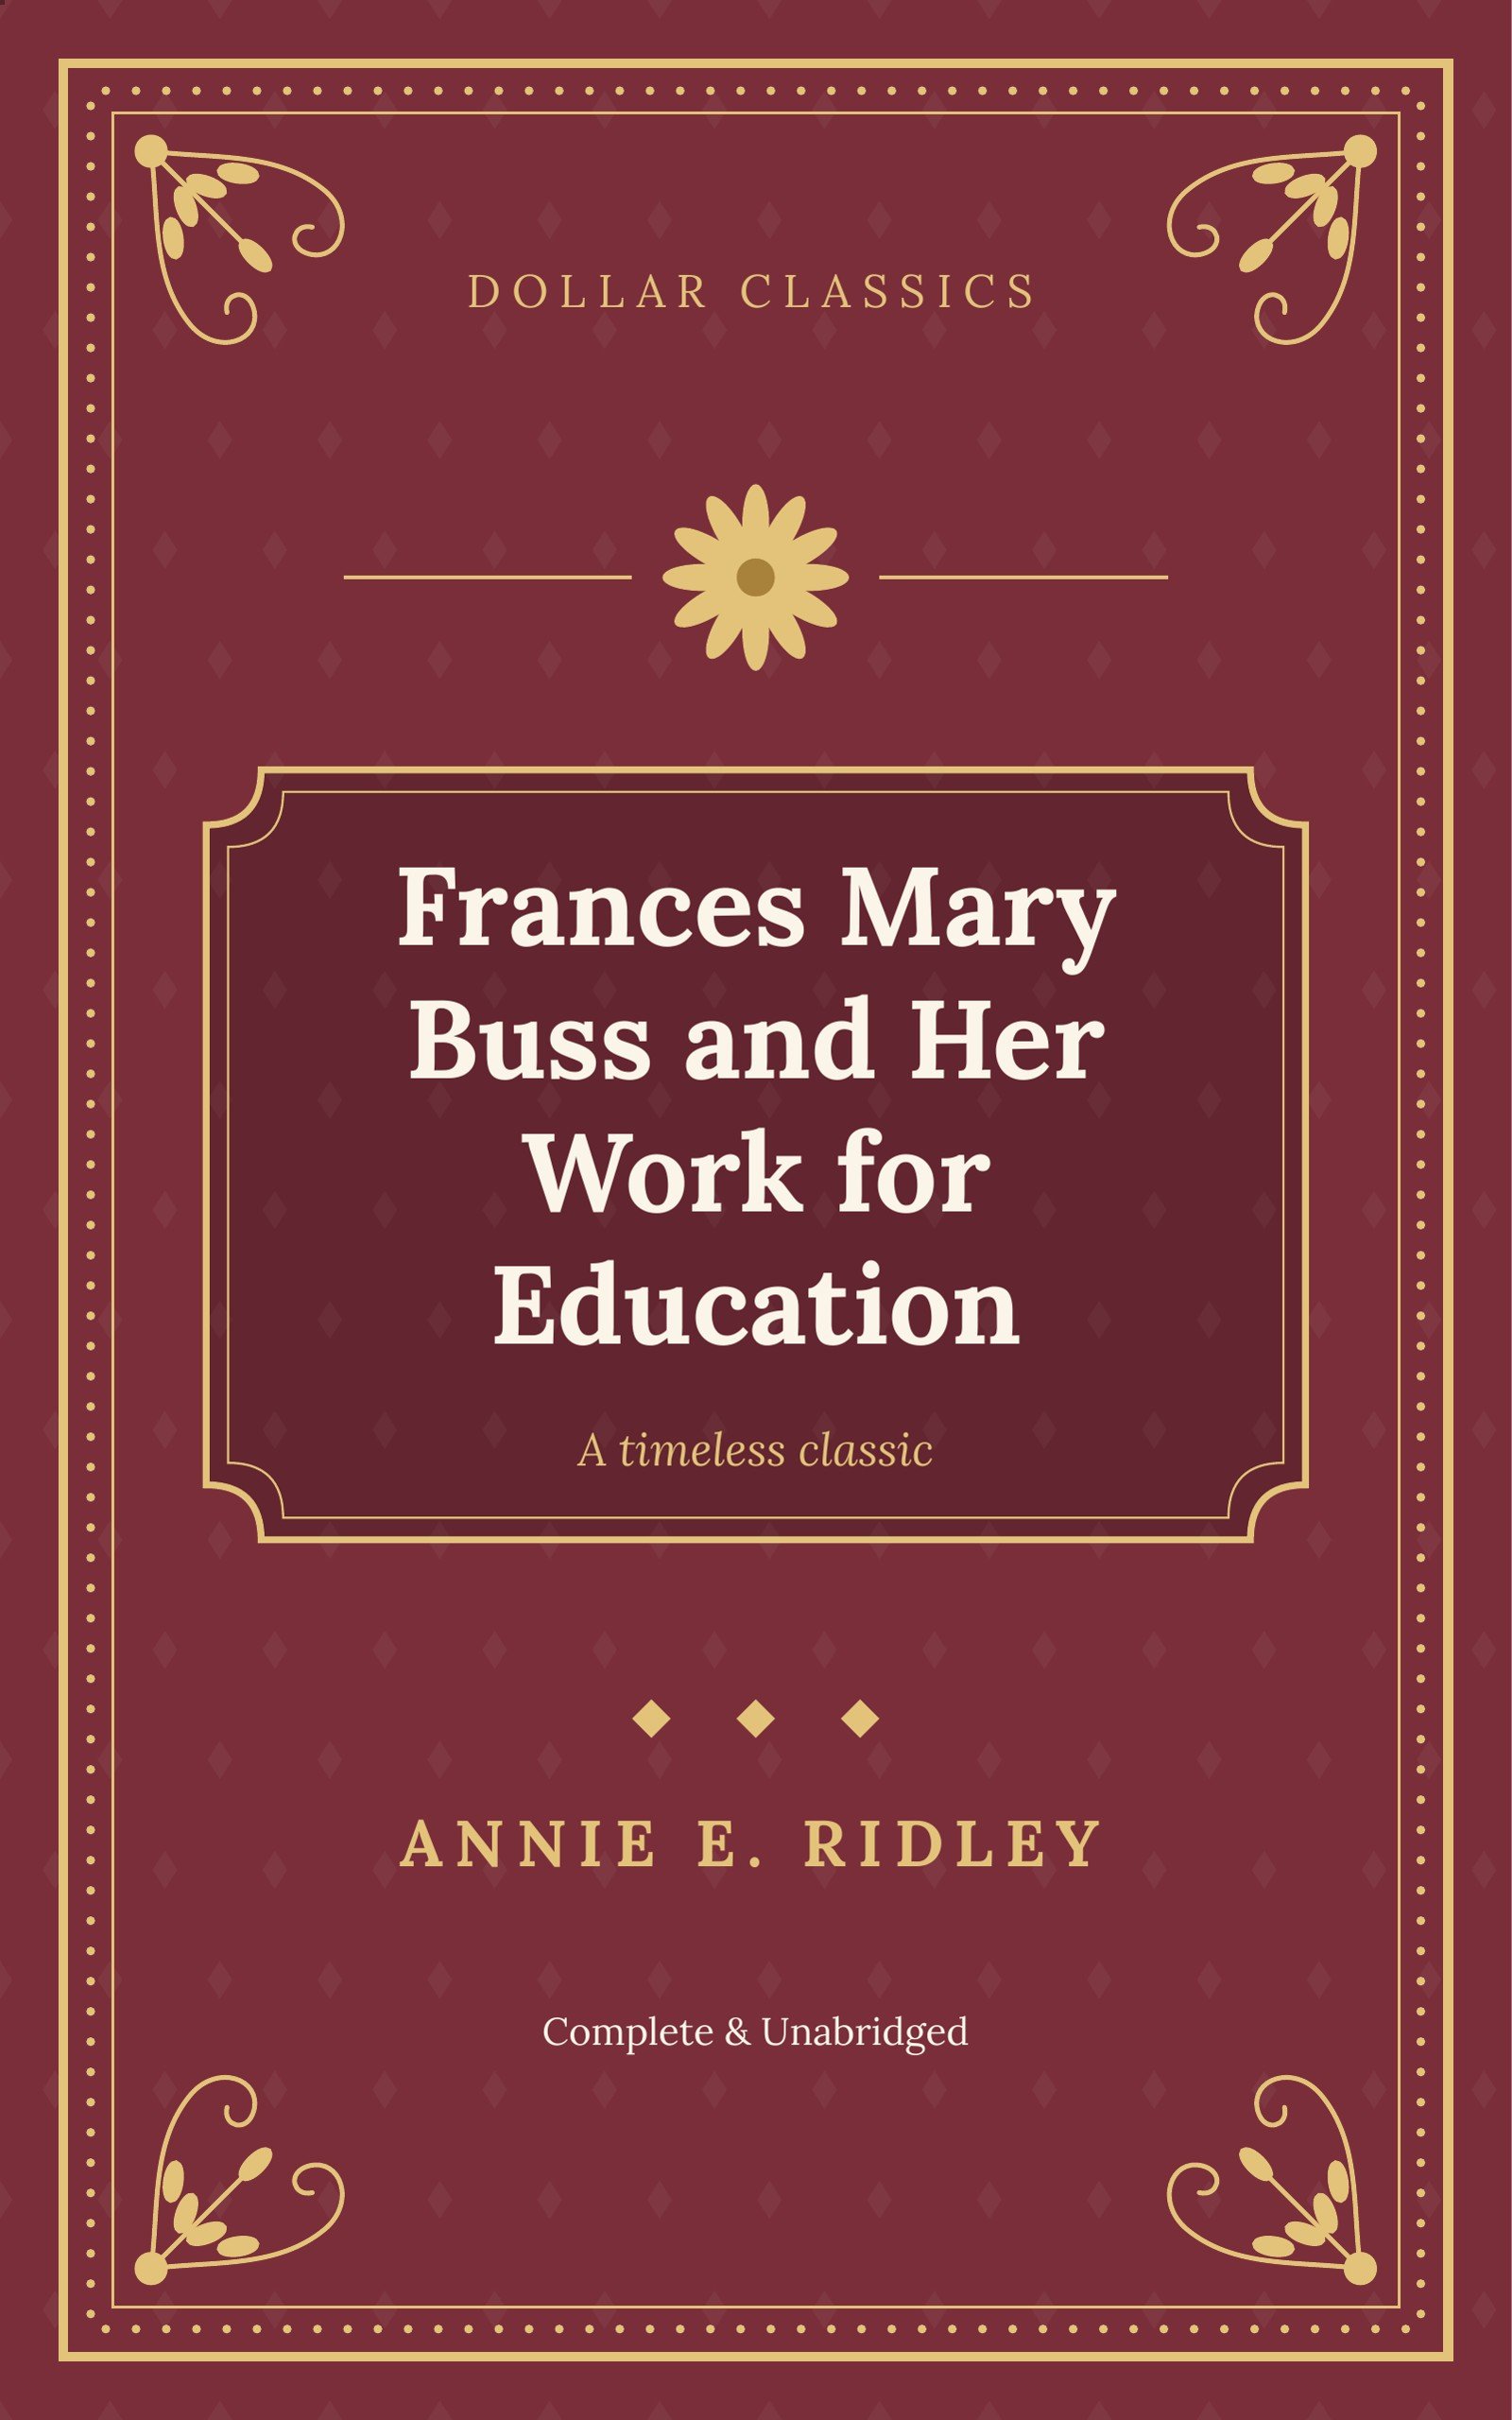 DOLLAR CLASSICS
Frances Mary
Buss and Her
Work for
Education
A timeless classic
ANNIE E. RIDLEY
Complete & Unabridged